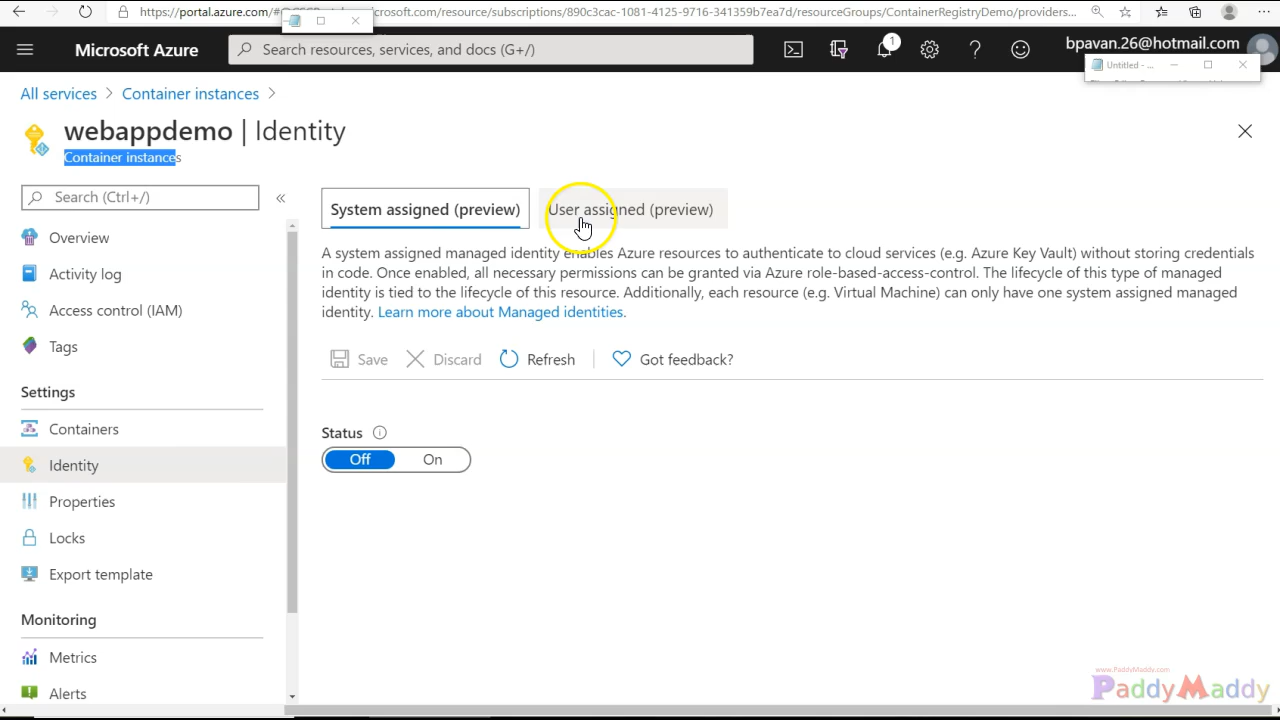 https://portal.azure.com/#
microsoft.com/resource/subscriptions/890c3cac-1081-4125-9716-341359b7ea7d/resourceGroups/ContainerRegistryDemo/providers...
Microsoft Azure
Search resources, services, and docs (G+/)
1
bpavan.26@hotmail.com
Untitled - ...
All services > Container instances >
webappdemo | Identity
Container instances
Search (Ctrl+/)
«
System assigned (preview)
User assigned (preview)
A system assigned managed identity enables Azure resources to authenticate to cloud services (e.g. Azure Key Vault) without storing credentials
in code. Once enabled, all necessary permissions can be granted via Azure role-based-access-control. The lifecycle of this type of managed
identity is tied to the lifecycle of this resource. Additionally, each resource (e.g. Virtual Machine) can only have one system assigned managed
identity. Learn more about Managed identities.
Save
Discard
Refresh
Got feedback?
Status
Off
On
Overview
Activity log
Access control (IAM)
Tags
Settings
Containers
Identity
Properties
Locks
Export template
Monitoring
Metrics
Alerts
www.PaddyMaddy.com
PaddyMaddy